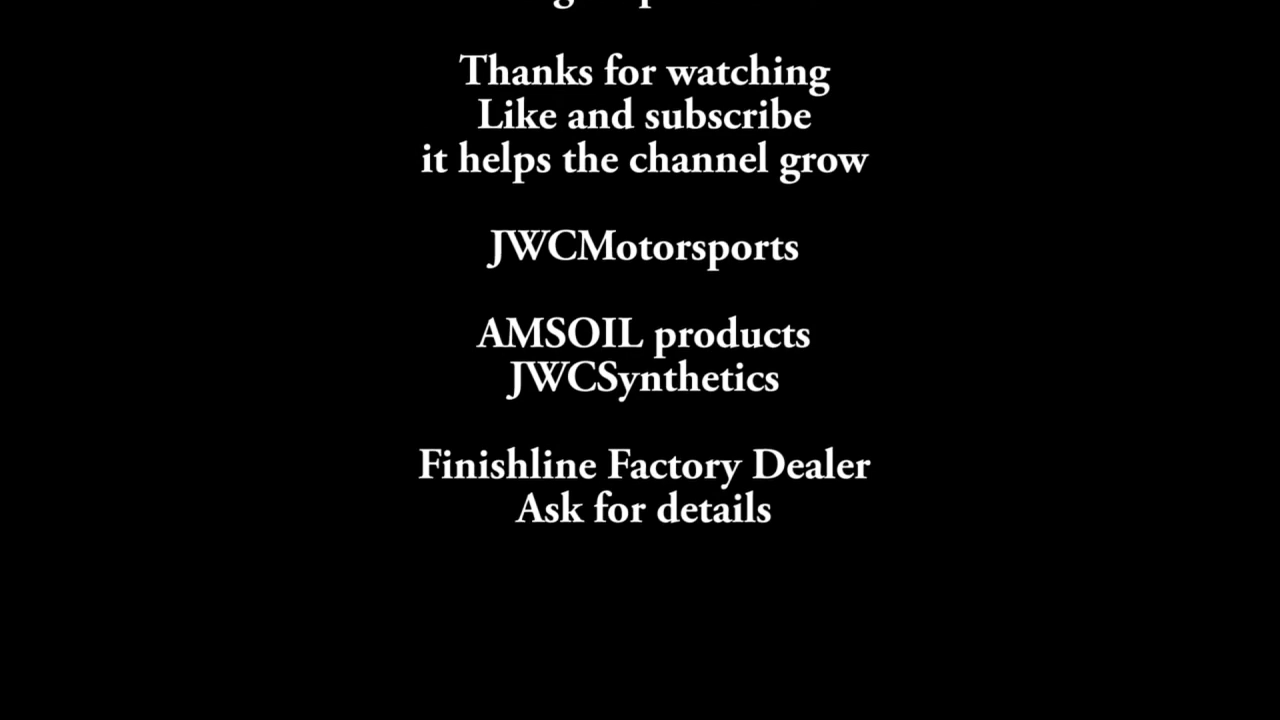 Thanks for watching
Like and subscribe
it helps the channel grow
JWCMotorsports
AMSOIL products
JWCSynthetics
Finishline Factory Dealer
Ask for details